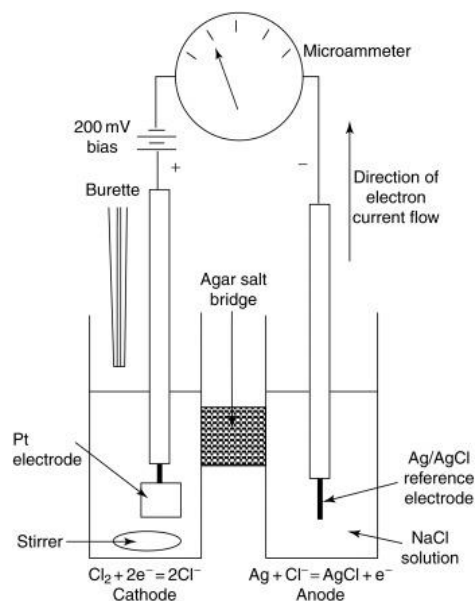 Microammeter
200 mV
bias
+
−
Burette
Direction of
electron
current flow
Agar salt
bridge
Pt
electrode
Stirrer
Ag/AgCl
reference
electrode
NaCl
solution
Cl₂ + 2e⁻ = 2Cl⁻
Cathode
Ag + Cl⁻ = AgCl + e⁻
Anode